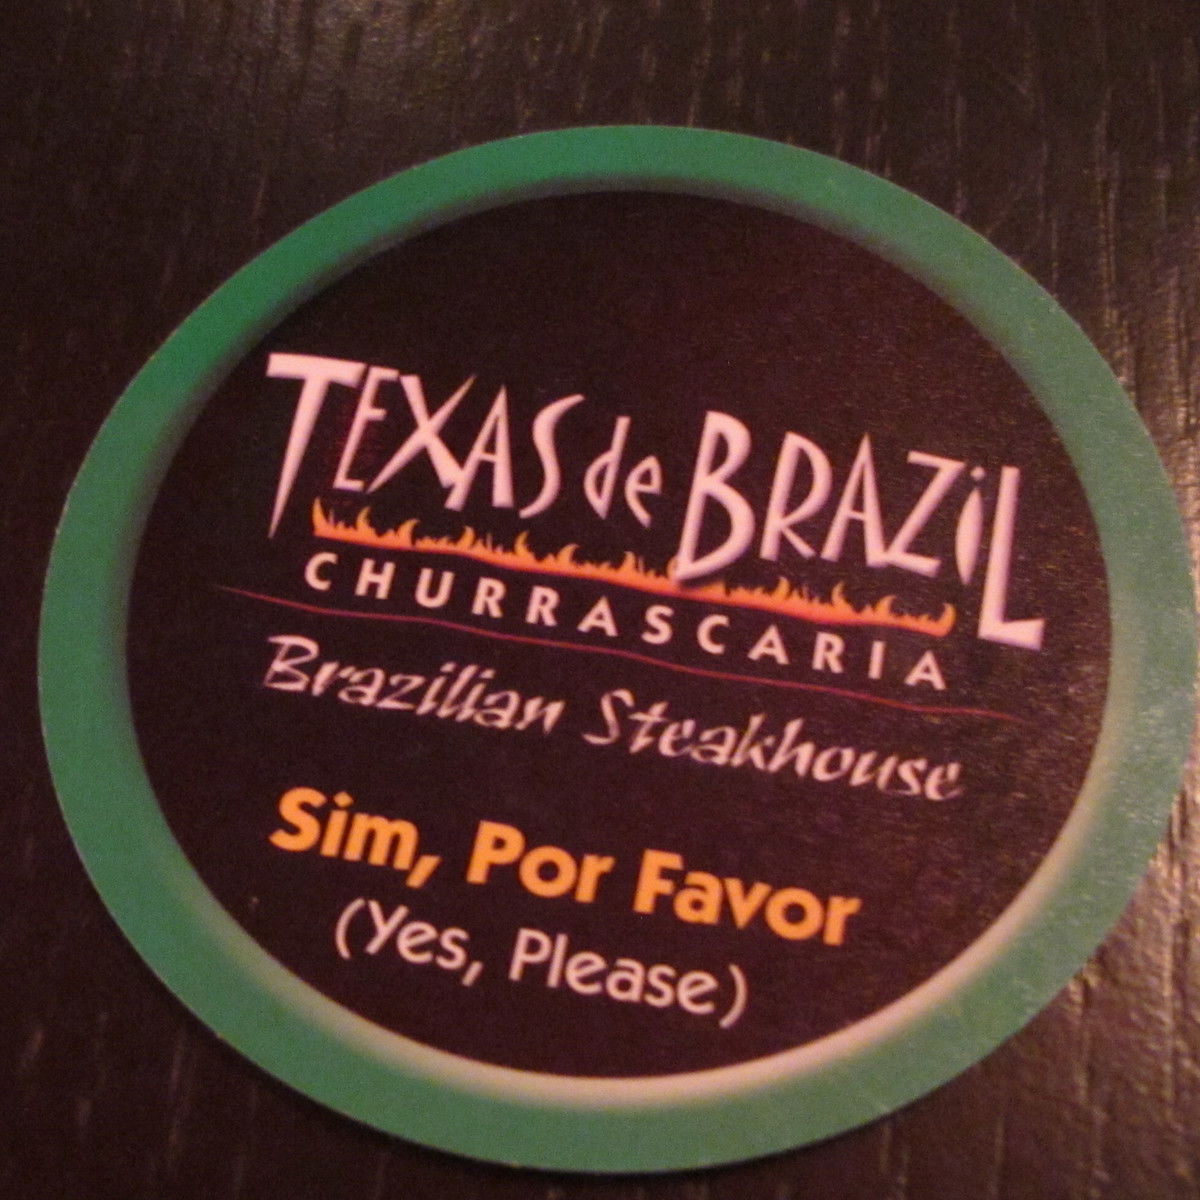 TEXAS de BRAZiL
CHURRASCARIA
Brazilian Steakhouse
Sim, Por Favor
(Yes, Please)